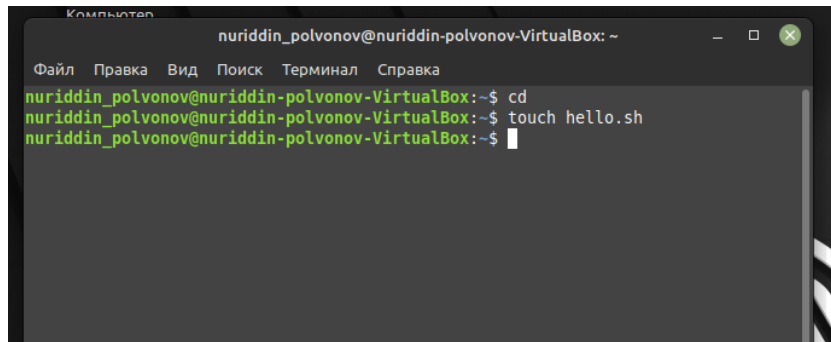 Компьютер
nuriddin_polvonov@nuriddin-polvonov-VirtualBox: ~
Файл Правка Вид Поиск Терминал Справка
nuriddin_polvonov@nuriddin-polvonov-VirtualBox:~$ cd
nuriddin_polvonov@nuriddin-polvonov-VirtualBox:~$ touch hello.sh
nuriddin_polvonov@nuriddin-polvonov-VirtualBox:~$